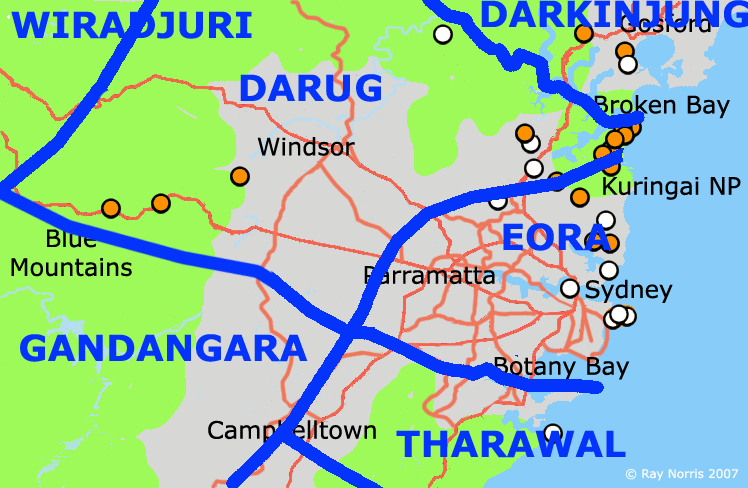 WIRADJURI
DARKINJUNG
Gosford
DARUG
Broken Bay
Windsor
Kuringai NP
Blue
Mountains
EORA
Parramatta
Sydney
GANDANGARA
Botany Bay
Campbelltown
THARAWAL
© Ray Norris 2007